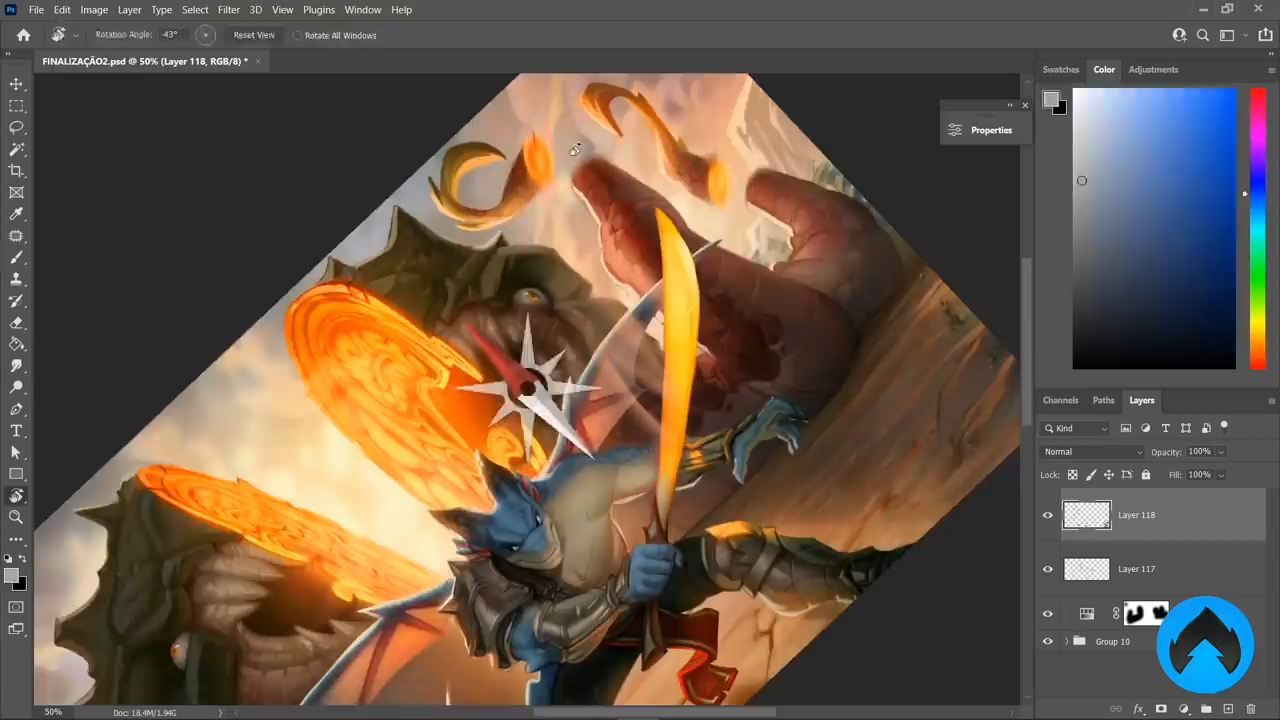 Ps File Edit Image Layer Type Select Filter 3D View Plugins Window Help
Rotation Angle: -43° Reset View Rotate All Windows
FINALIZAÇÃO2.psd @ 50% (Layer 118, RGB/8) *
Swatches Color Adjustments
Properties
Channels Paths Layers
Kind
Normal Opacity: 100%
Lock: Fill: 100%
Layer 118
Layer 117
Group 10
50% Doc: 18.4M/1.94G